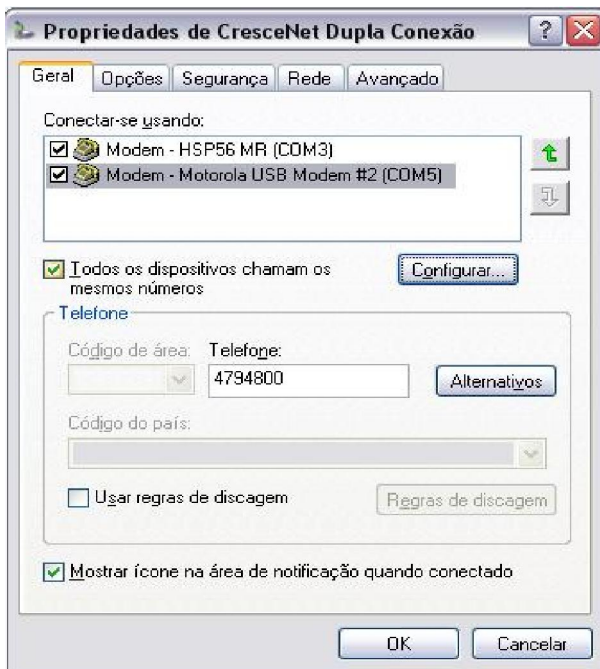 Propriedades de CresceNet Dupla Conexão
Geral Opções Segurança Rede Avançado
Conectar-se usando:
Modem - HSP56 MR (COM3)
Modem - Motorola USB Modem #2 (COM5)
Todos os dispositivos chamam os
mesmos números
Configurar...
Telefone
Código de área: Telefone:
4794800
Alternativos
Código do país:
Usar regras de discagem
Regras de discagem
Mostrar ícone na área de notificação quando conectado
OK Cancelar